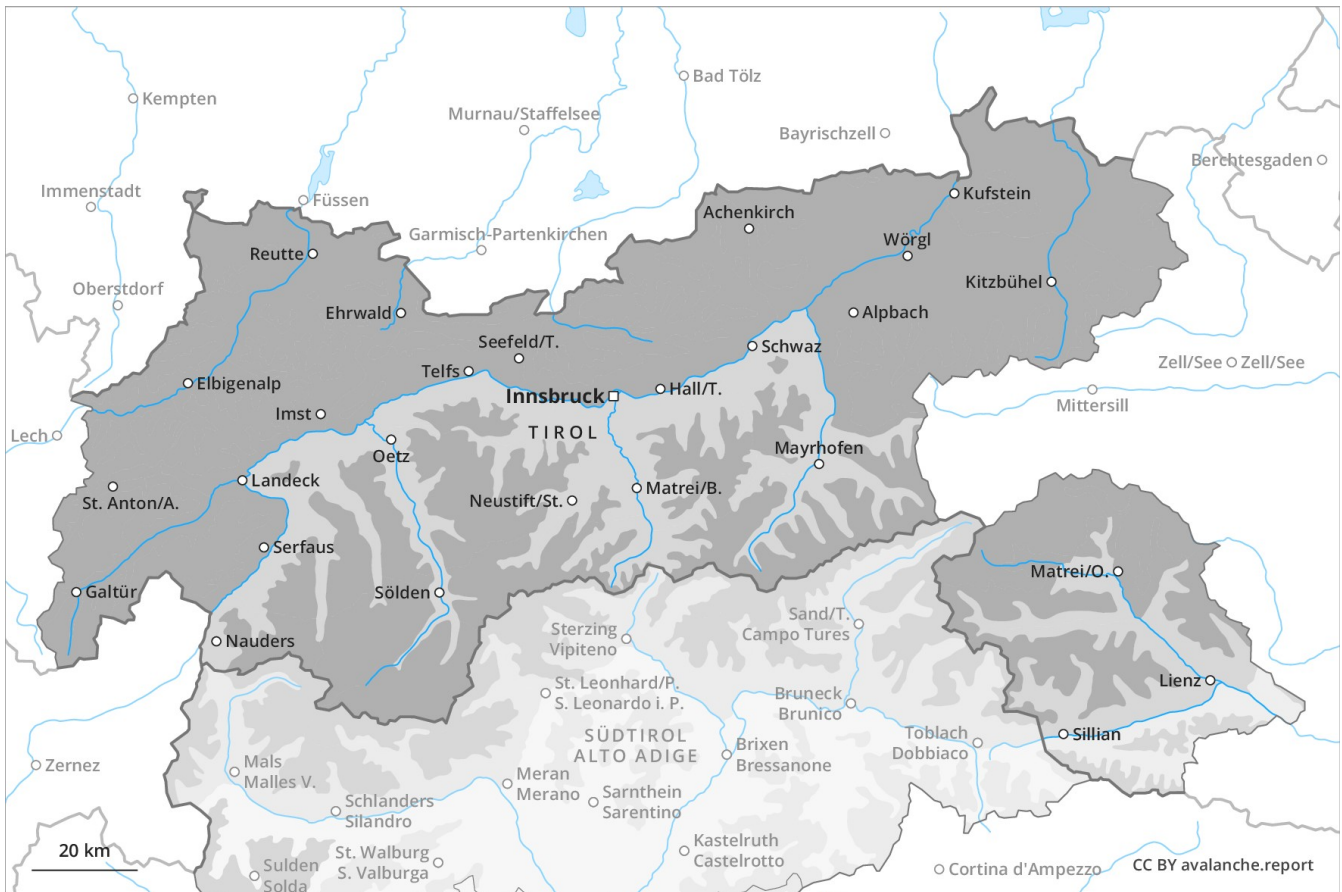 Kempten
Bad Tölz
Murnau/Staffelsee
Bayrischzell
Berchtesgaden
Immenstadt
Füssen
Kufstein
Achenkirch
Garmisch-Partenkirchen
Wörgl
Reutte
Oberstdorf
Kitzbühel
Ehrwald
Alpbach
Seefeld/T.
Schwaz
Zell/See
Zell/See
Telfs
Elbigenalp
Hall/T.
Innsbruck
Mittersill
Imst
TIROL
Lech
Oetz
Mayrhofen
Landeck
Matrei/B.
St. Anton/A.
Neustift/St.
Serfaus
Matrei/O.
Galtür
Sölden
Sand/T.
Campo Tures
Sterzing
Vipiteno
Nauders
Lienz
St. Leonhard/P.
S. Leonardo i. P.
Bruneck
Brunico
Sillian
Toblach
Dobbiaco
SÜDTIROL
ALTO ADIGE
Brixen
Bressanone
Zernez
Mals
Malles V.
Meran
Merano
Sarnthein
Sarentino
Schlanders
Silandro
Kastelruth
Castelrotto
20 km
St. Walburg
S. Valburga
Sulden
Solda
Cortina d'Ampezzo
CC BY avalanche.report